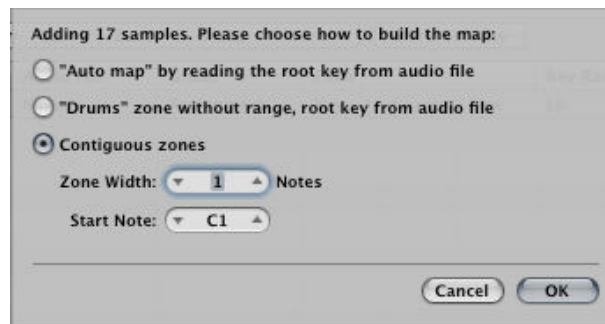 Adding 17 samples. Please choose how to build the map:
"Auto map" by reading the root key from audio file
"Drums" zone without range, root key from audio file
Contiguous zones
Zone Width: 1 Notes
Start Note: C1
Cancel OK